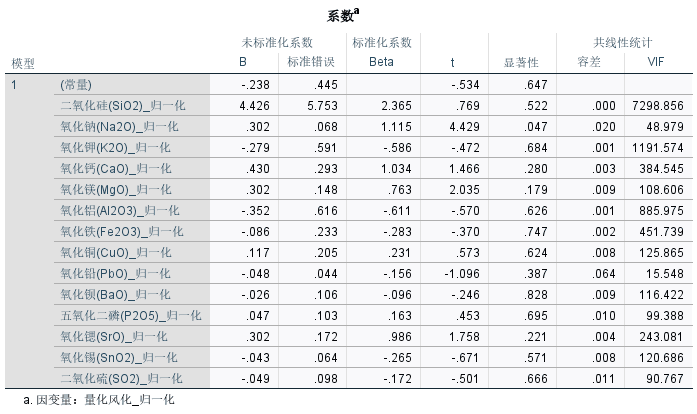 系数a
未标准化系数 标准化系数 共线性统计
模型 B 标准错误 Beta t 显著性 容差 VIF
1 (常量) -.238 .445 -.534 .647
二氧化硅(SiO2)_归一化 4.426 5.753 2.365 .769 .522 .000 7298.856
氧化钠(Na2O)_归一化 .302 .068 1.115 4.429 .047 .020 48.979
氧化钾(K2O)_归一化 -.279 .591 -.586 -.472 .684 .001 1191.574
氧化钙(CaO)_归一化 .430 .293 1.034 1.466 .280 .003 384.545
氧化镁(MgO)_归一化 .302 .148 .763 2.035 .179 .009 108.606
氧化铝(Al2O3)_归一化 -.352 .616 -.611 -.570 .626 .001 885.975
氧化铁(Fe2O3)_归一化 -.086 .233 -.283 -.370 .747 .002 451.739
氧化铜(CuO)_归一化 .117 .205 .231 .573 .624 .008 125.865
氧化铅(PbO)_归一化 -.048 .044 -.156 -1.096 .387 .064 15.548
氧化钡(BaO)_归一化 -.026 .106 -.096 -.246 .828 .009 116.422
五氧化二磷(P2O5)_归一化 .047 .103 .163 .453 .695 .010 99.388
氧化锶(SrO)_归一化 .302 .172 .986 1.758 .221 .004 243.081
氧化锡(SnO2)_归一化 -.043 .064 -.265 -.671 .571 .008 120.686
二氧化硫(SO2)_归一化 -.049 .098 -.172 -.501 .666 .011 90.767
a. 因变量：量化风化_归一化